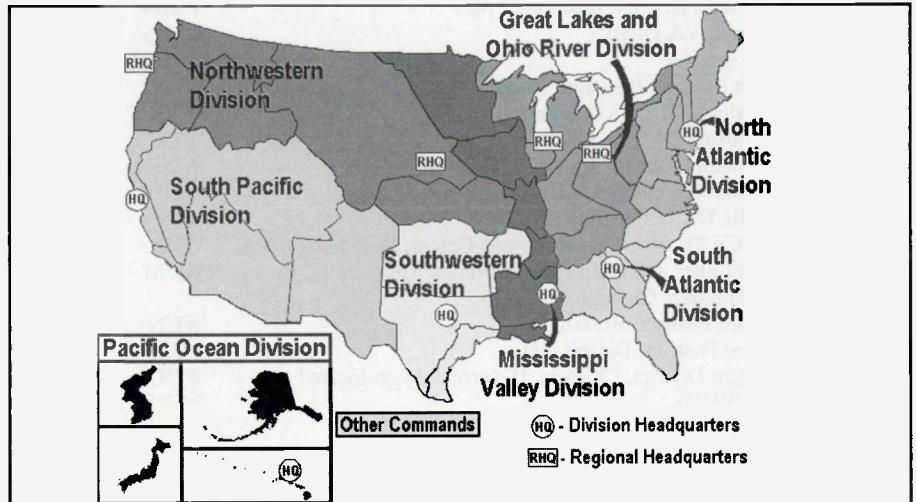 Great Lakes and
Ohio River Division
RHQ
Northwestern
Division
RHQ
RHQ
RHQ
HQ
North
Atlantic
Division
HQ
South Pacific
Division
Southwestern
Division
HQ
HQ
HQ
South
Atlantic
Division
Mississippi
Valley Division
Pacific Ocean Division
HQ
Other Commands
HQ - Division Headquarters
RHQ - Regional Headquarters